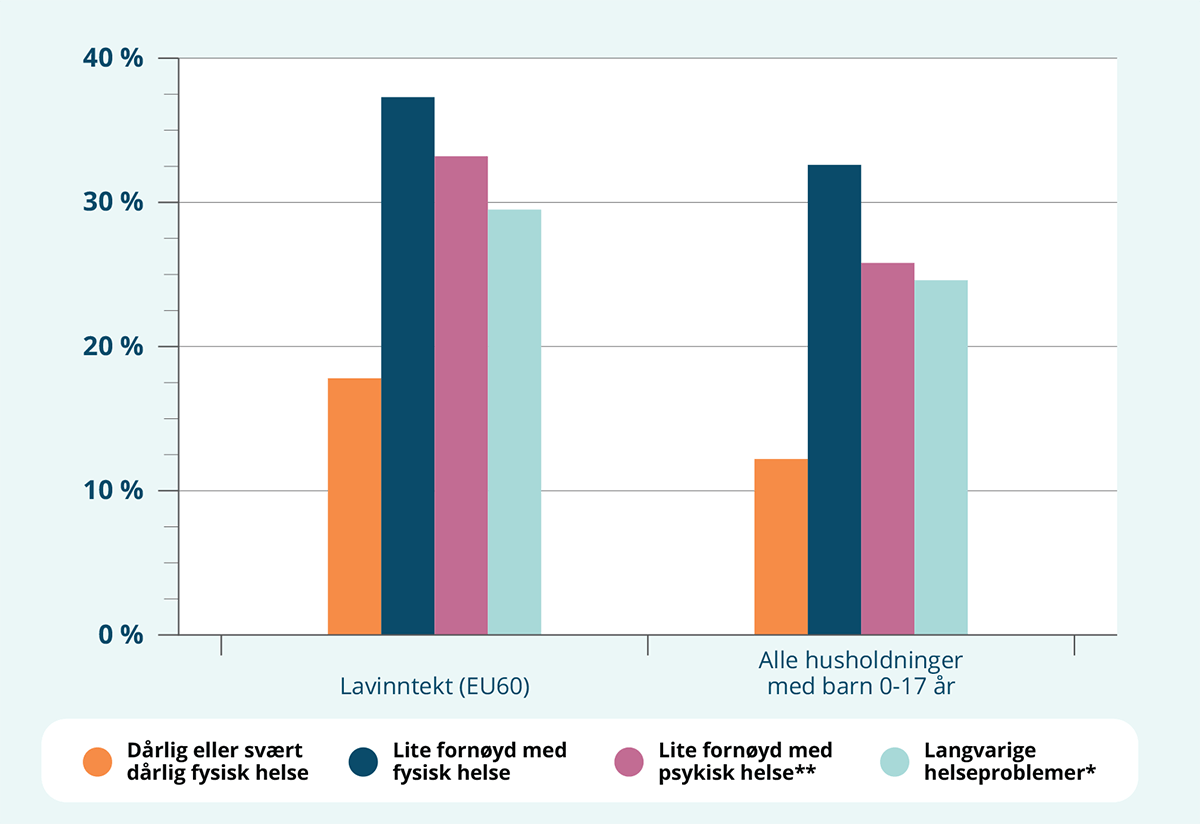 40 %
30 %
20 %
10 %
0 %
Lavinntekt (EU60)
Alle husholdninger
med barn 0-17 år
Dårlig eller svært
dårlig fysisk helse
Lite fornøyd med
fysisk helse
Lite fornøyd med
psykisk helse**
Langvarige
helseproblemer*